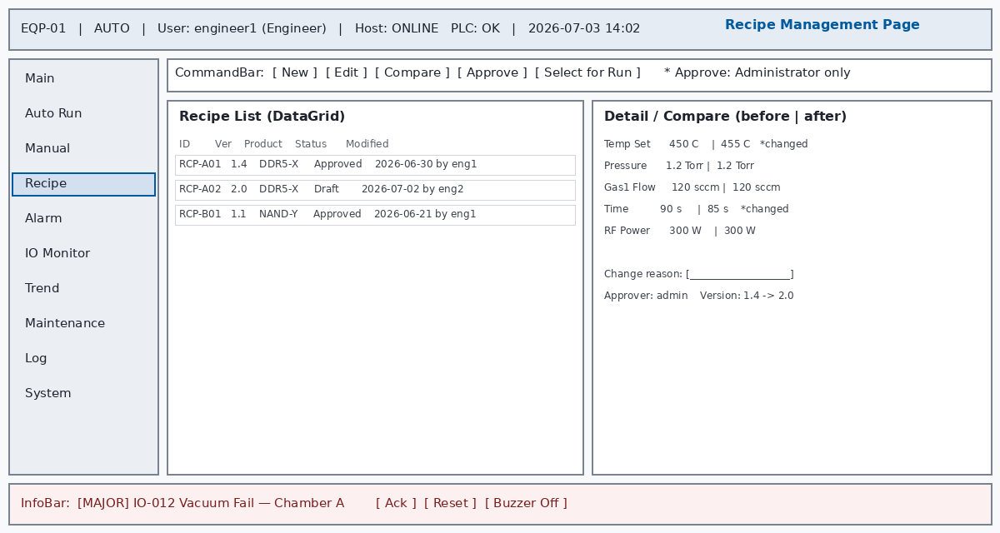 EQP-01 | AUTO | User: engineer1 (Engineer) | Host: ONLINE PLC: OK | 2026-07-03 14:02
Recipe Management Page
Main
Auto Run
Manual
Recipe
Alarm
IO Monitor
Trend
Maintenance
Log
System
CommandBar: [ New ] [ Edit ] [ Compare ] [ Approve ] [ Select for Run ] * Approve: Administrator only
Recipe List (DataGrid)
ID Ver Product Status Modified
RCP-A01 1.4 DDR5-X Approved 2026-06-30 by eng1
RCP-A02 2.0 DDR5-X Draft 2026-07-02 by eng2
RCP-B01 1.1 NAND-Y Approved 2026-06-21 by eng1
Detail / Compare (before | after)
Temp Set 450 C | 455 C *changed
Pressure 1.2 Torr | 1.2 Torr
Gas1 Flow 120 sccm | 120 sccm
Time 90 s | 85 s *changed
RF Power 300 W | 300 W
Change reason: [____________________]
Approver: admin Version: 1.4 -> 2.0
InfoBar: [MAJOR] IO-012 Vacuum Fail — Chamber A [ Ack ] [ Reset ] [ Buzzer Off ]